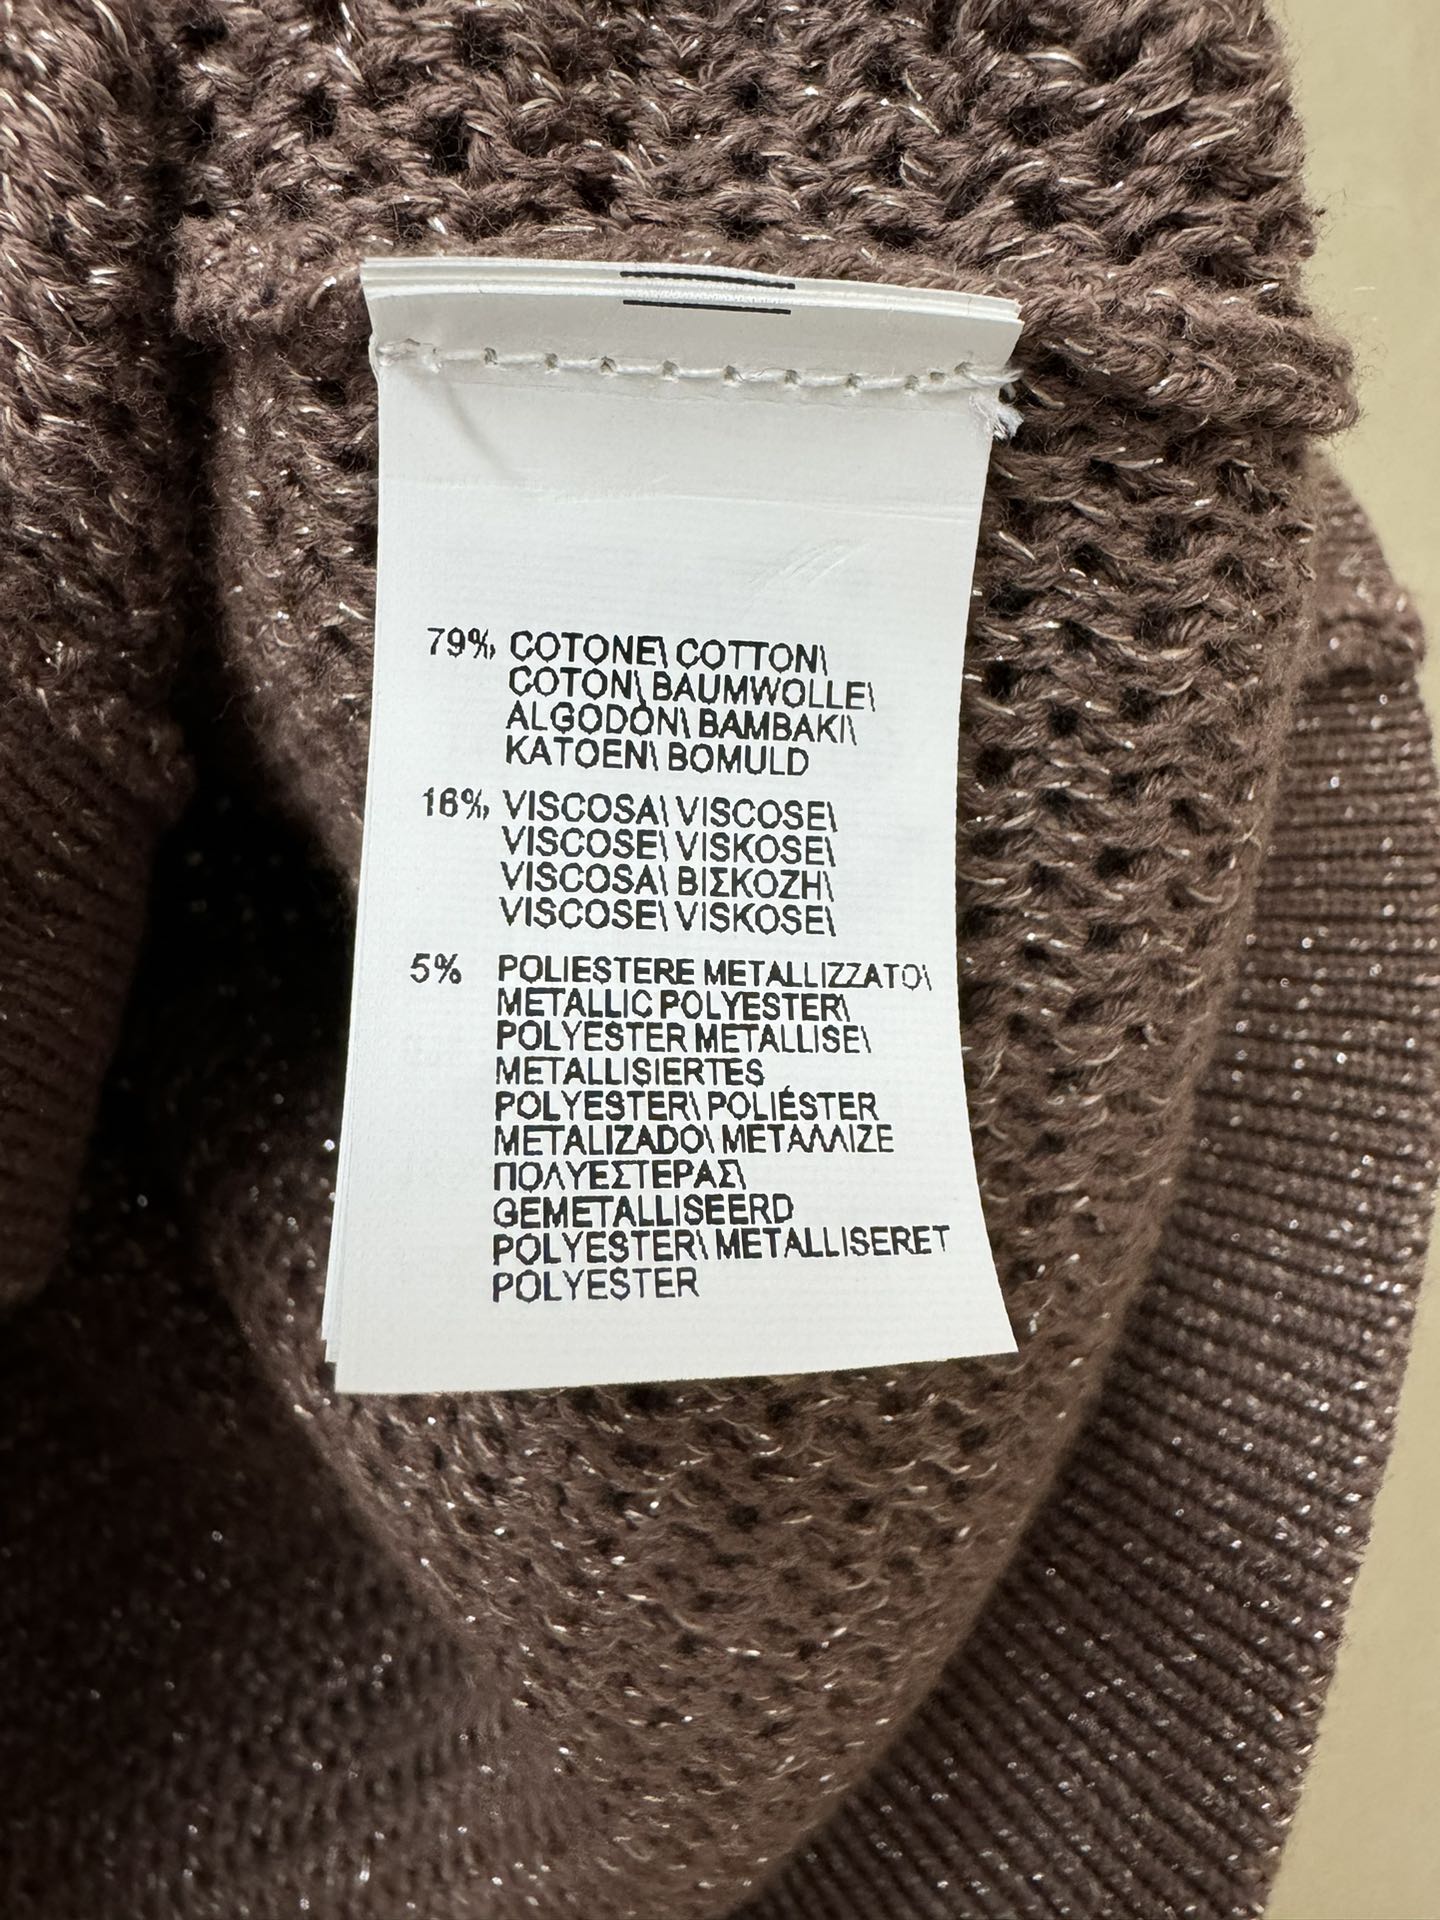 79% COTONE\ COTTON\
COTON\ BAUMWOLLE\
ALGODÓN\ BAMBAKI\
KATOEN\ BOMULD
16% VISCOSA\ VISCOSE\
VISCOSE\ VISKOSE\
VISCOSA\ ΒΙΣΚΟΖΗ\
VISCOSE\ VISKOSE\
5% POLIESTERE METALLIZZATO\
METALLIC POLYESTER\
POLYESTER METALLISE\
METALLISIERTES
POLYESTER\ POLIÉSTER
METALIZADO\ ΜΕΤΑΛΛΙΖΕ
ΠΟΛΥΕΣΤΕΡΑΣ\
GEMETALLISEERD
POLYESTER\ METALLISERET
POLYESTER